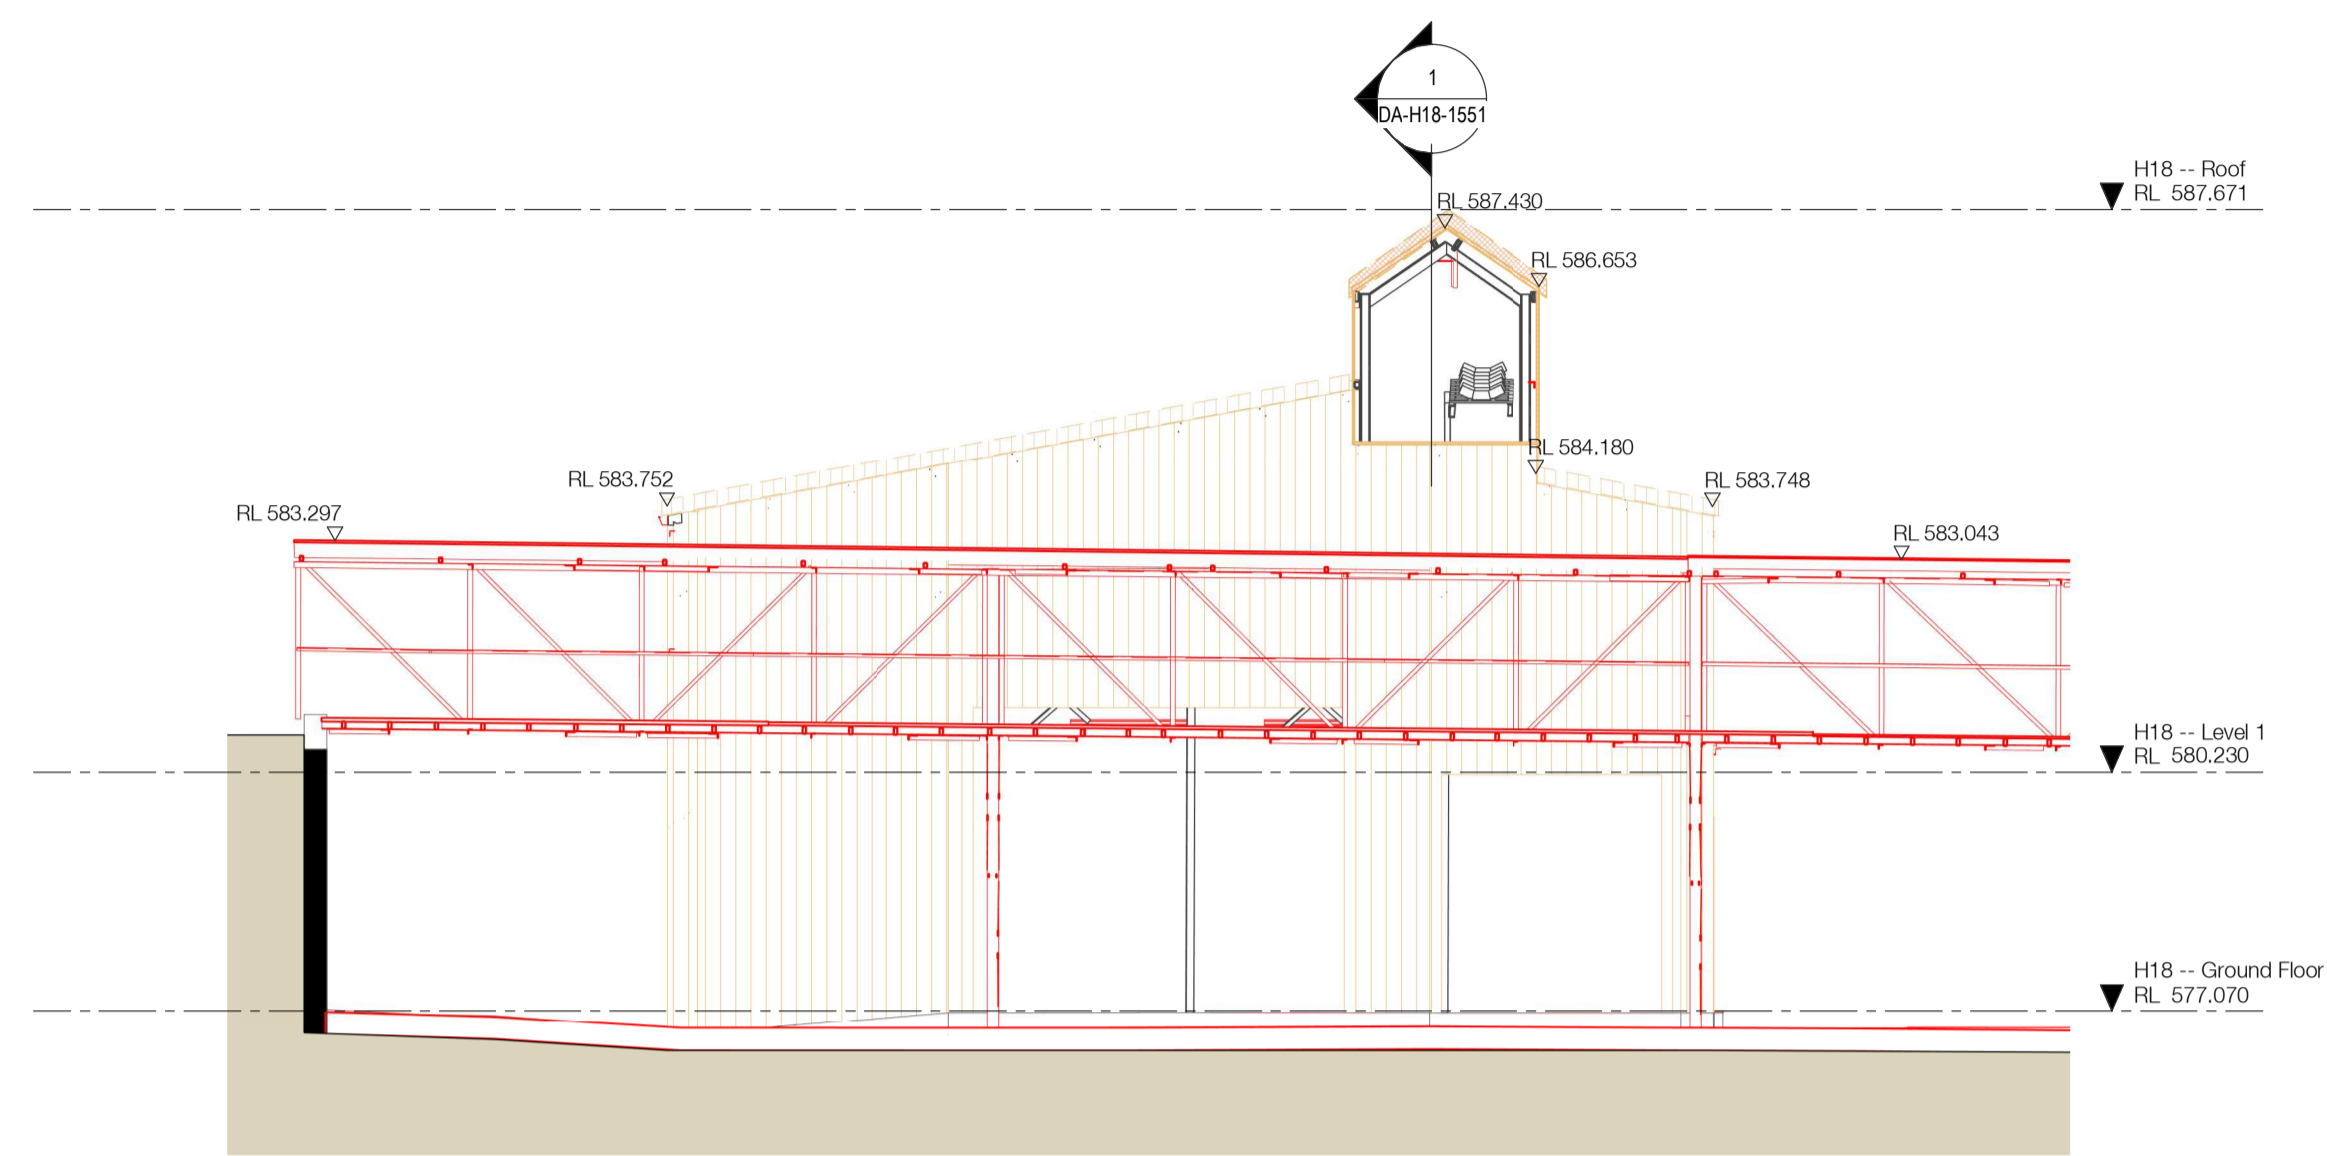 1
DA-H18-1551
H18 -- Roof
RL 587.671
RL 587.430
RL 586.653
RL 584.180
RL 583.752
RL 583.748
RL 583.297
RL 583.043
H18 -- Level 1
RL 580.230
H18 -- Ground Floor
RL 577.070